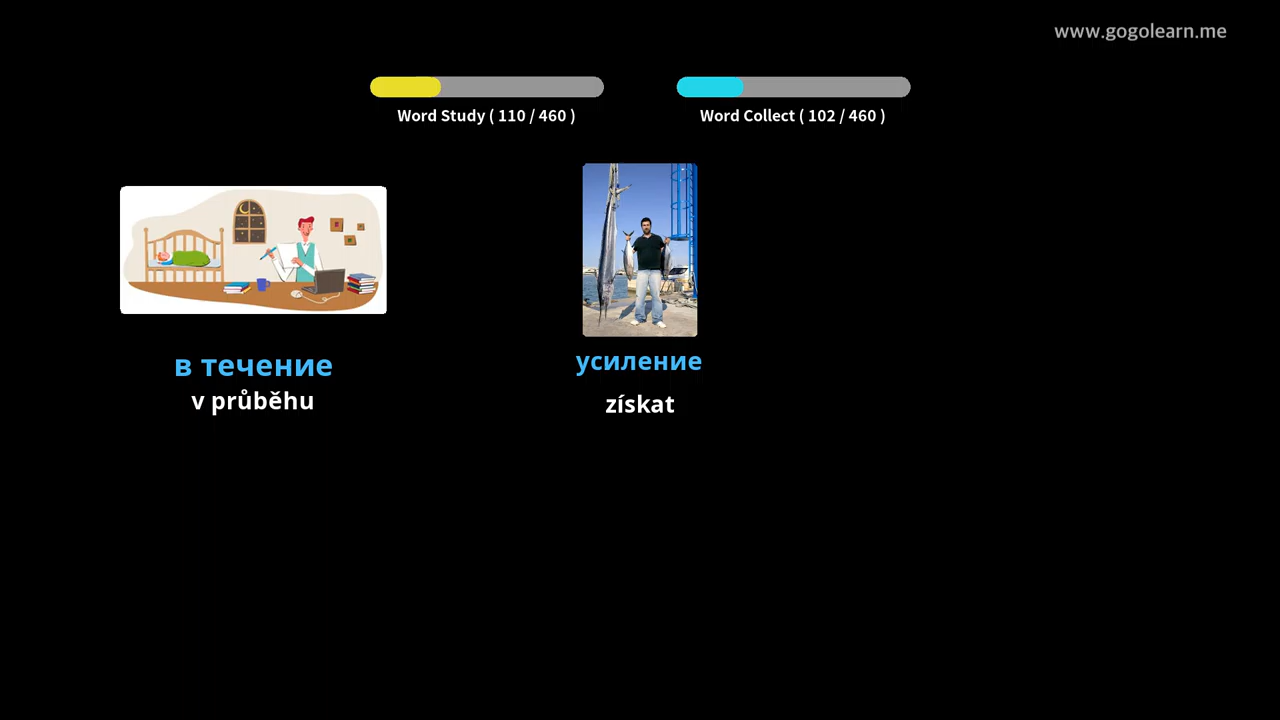 www.gogolearn.me
Word Study ( 110 / 460 )
Word Collect ( 102 / 460 )
в течение
v průběhu
усиление
získat